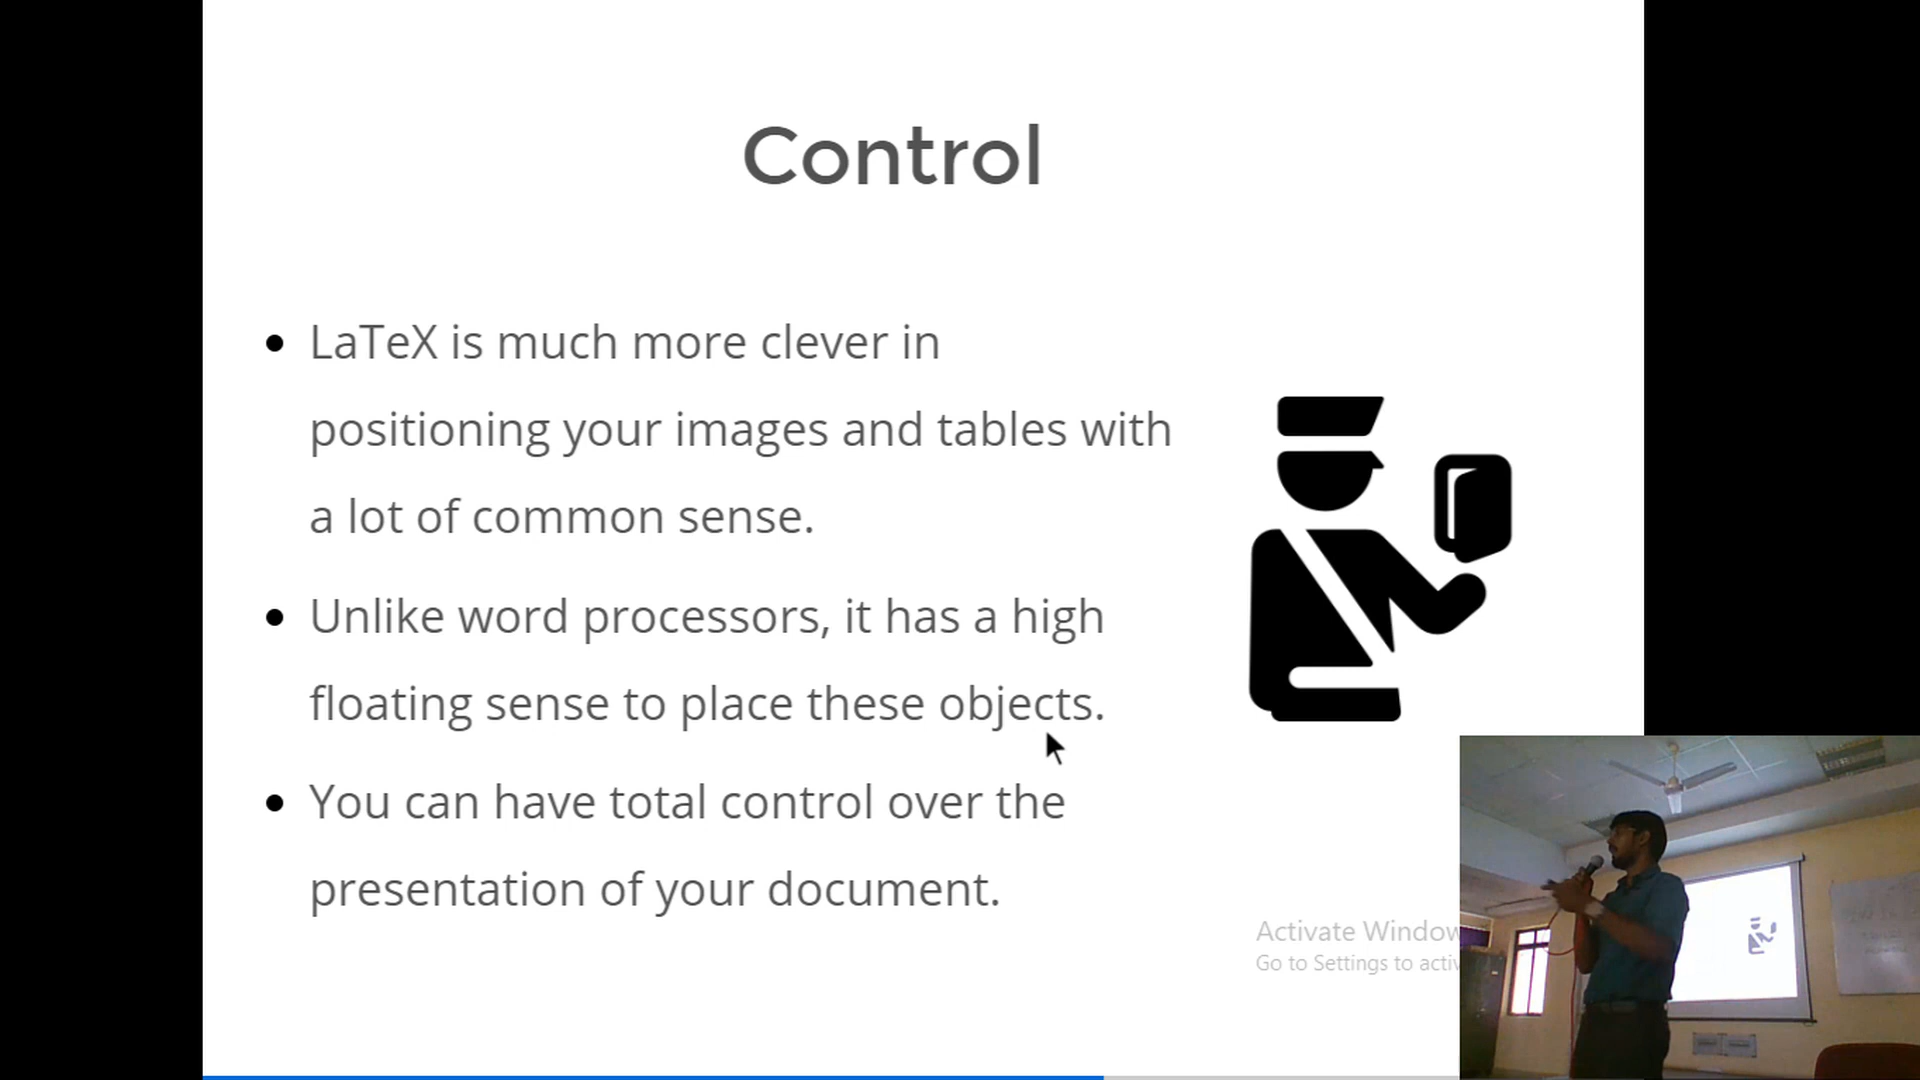 Control
LaTeX is much more clever in
positioning your images and tables with
a lot of common sense.
Unlike word processors, it has a high
floating sense to place these objects.
You can have total control over the
presentation of your document.
Activate Window
Go to Settings to activ